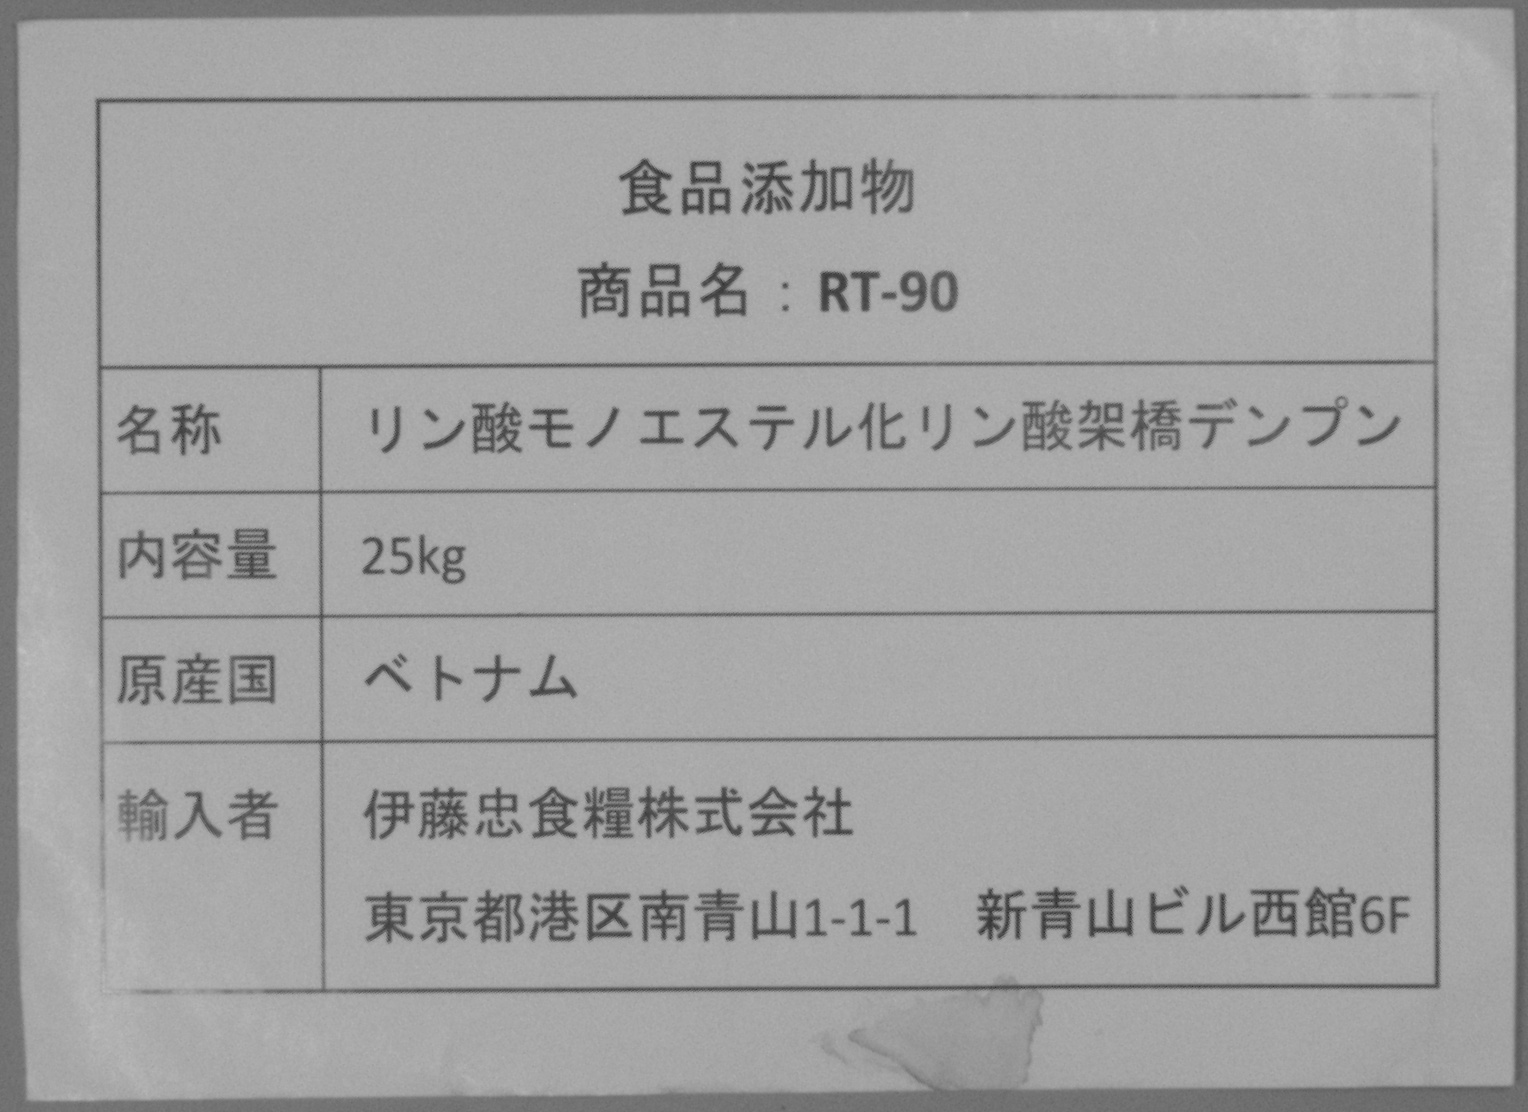 食品添加物
商品名：RT-90
名称 リン酸モノエステル化リン酸架橋デンプン
内容量 25kg
原産国 ベトナム
輸入者 伊藤忠食糧株式会社
東京都港区南青山1-1-1　新青山ビル西館6F